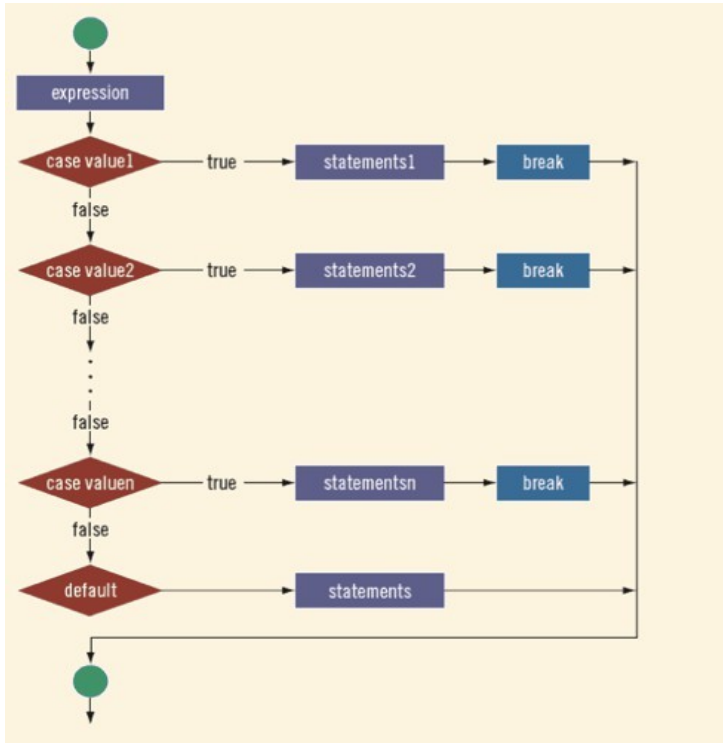 expression
case value1
true
statements1
break
false
case value2
true
statements2
break
false
false
case valuen
true
statementsn
break
false
default
statements